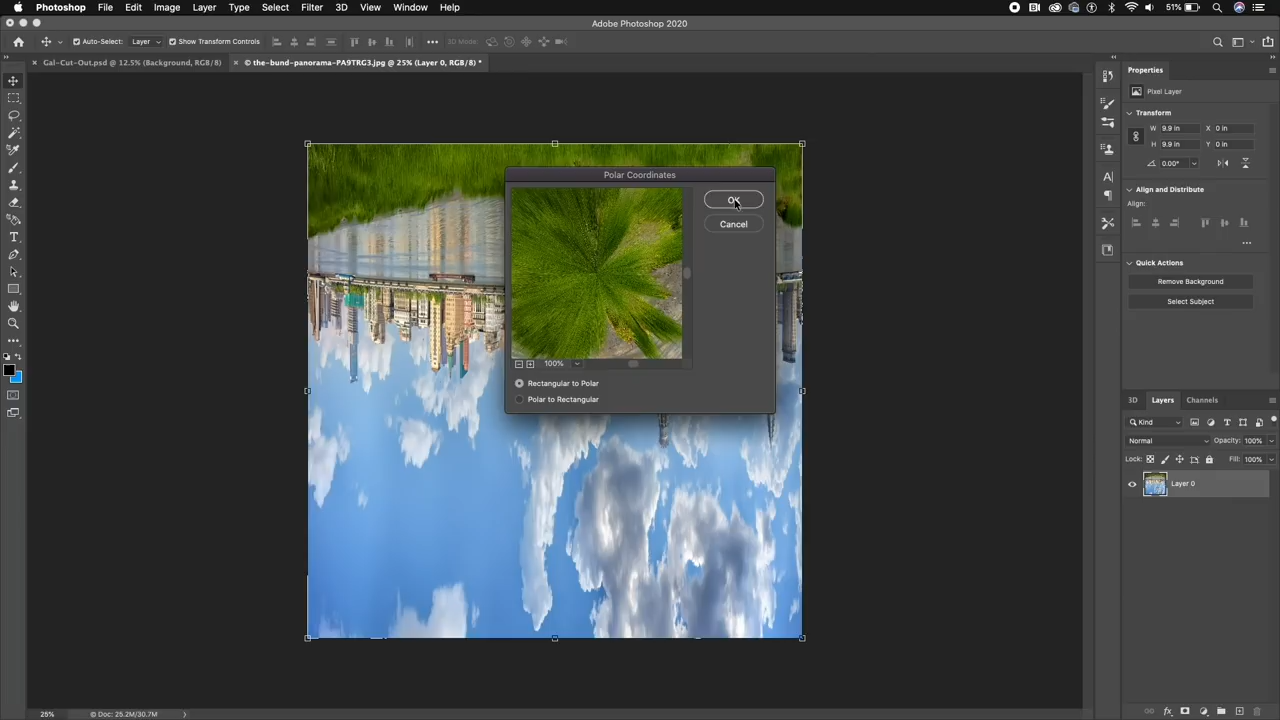 Photoshop File Edit Image Layer Type Select Filter 3D View Window Help 51%
Adobe Photoshop 2020
Auto-Select: Layer Show Transform Controls 3D Mode:
Gal-Cut-Out.psd @ 12.5% (Background, RGB/8) © the-bund-panorama-PA9TRG3.jpg @ 25% (Layer 0, RGB/8) *
Properties
Pixel Layer
Transform
W 9.9 in X 0 in
H 9.9 in Y 0 in
0.00°
Align and Distribute
Align:
Quick Actions
Remove Background
Select Subject
Polar Coordinates
OK
Cancel
100%
Rectangular to Polar
Polar to Rectangular
3D Layers Channels
Kind
Normal Opacity: 100%
Lock: Fill: 100%
Layer 0
fx
25% © Doc: 25.2M/30.7M